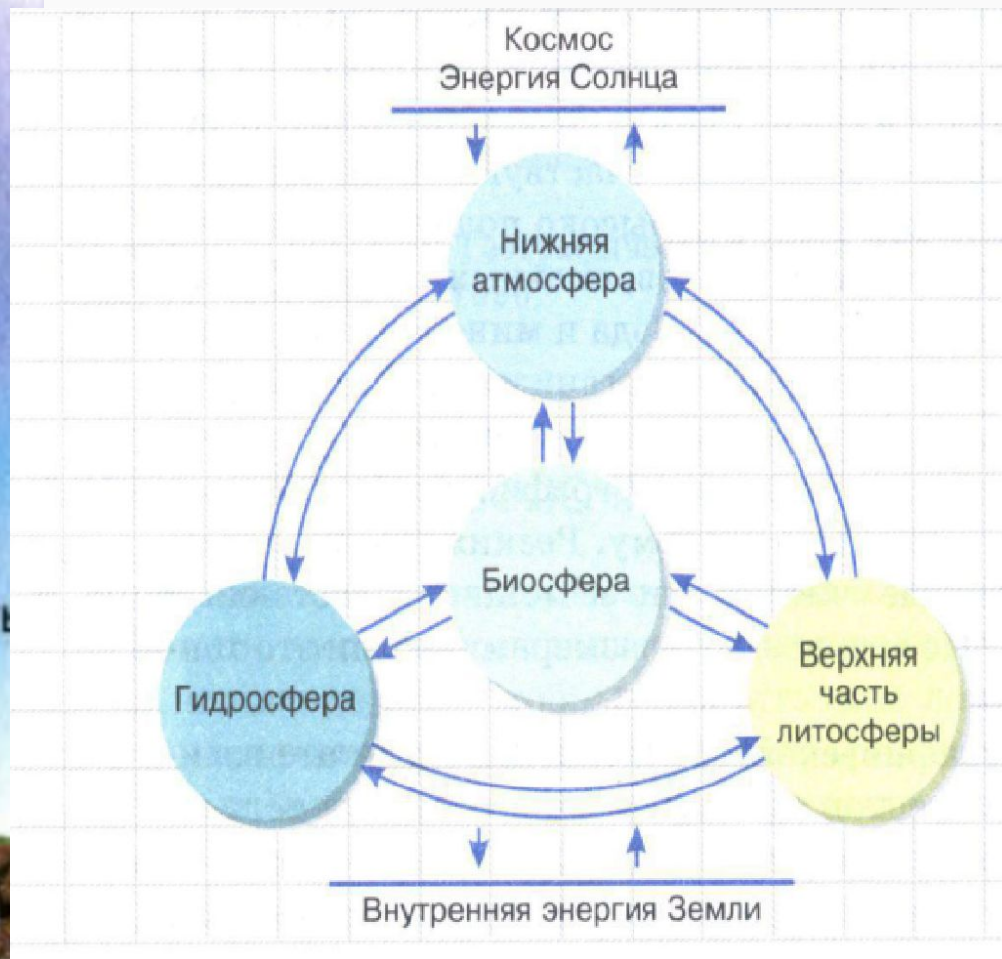 Космос
Энергия Солнца
Нижняя
атмосфера
Биосфера
Гидросфера
Верхняя
часть
литосферы
Внутренняя энергия Земли